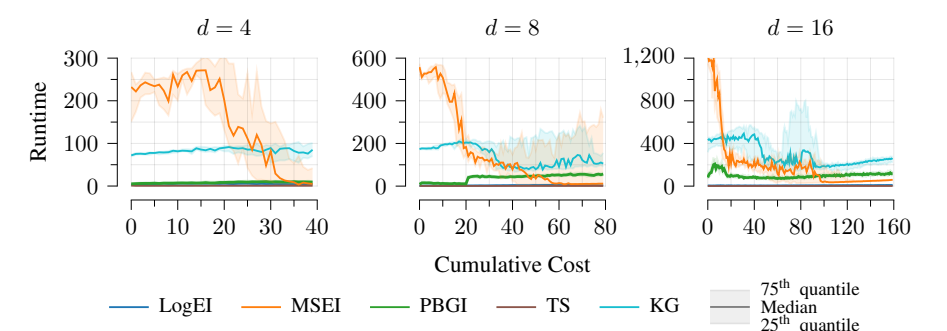 d = 4 d = 8 d = 16
Runtime
300 200 100 0
600 400 200 0
1,200 800 400 0
0 10 20 30 40
0 20 40 60 80
0 40 80 120 160
Cumulative Cost
LogEI MSEI PBGI TS KG
75th quantile
Median
25th quantile